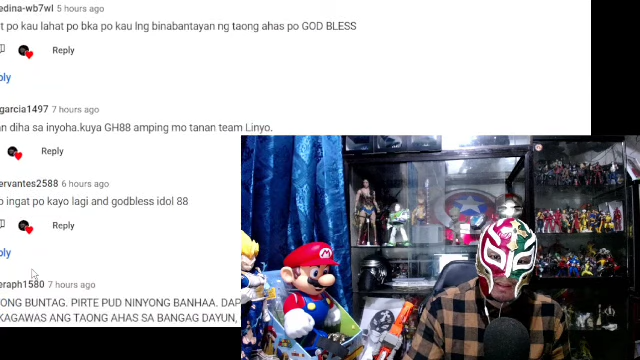 edina-wb7wl 5 hours ago
t po kau lahat po bka po kau lng binabantayan ng taong ahas po GOD BLESS
Reply
ply
garcia1497 7 hours ago
an diha sa inyoha.kuya GH88 amping mo tanan team Linyo.
Reply
ervantes2588 6 hours ago
o ingat po kayo lagi and godbless idol 88
Reply
ply
eraph1580 7 hours ago
YONG BUNTAG. PIRTE PUD NINYONG BANHAA. DAP
KAGAWAS ANG TAONG AHAS SA BANGAG DAYUN,